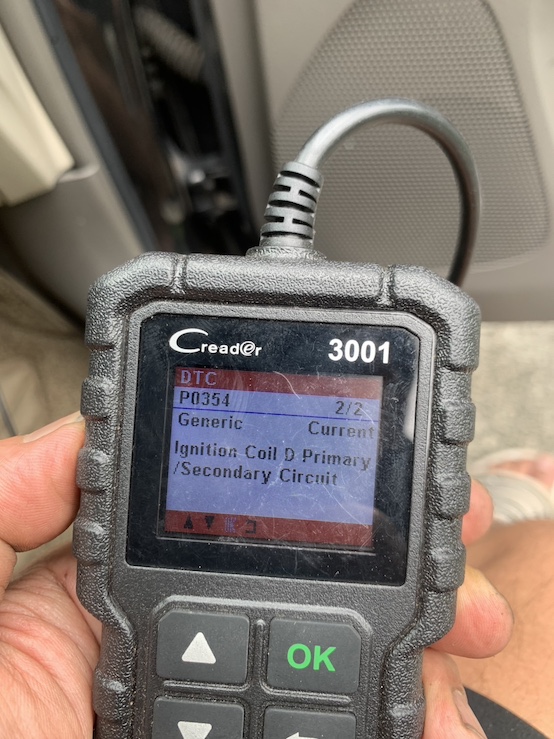 Creader 3001
DTC
P0354 2/2
Generic Current
Ignition Coil D Primary
/Secondary Circuit
OK